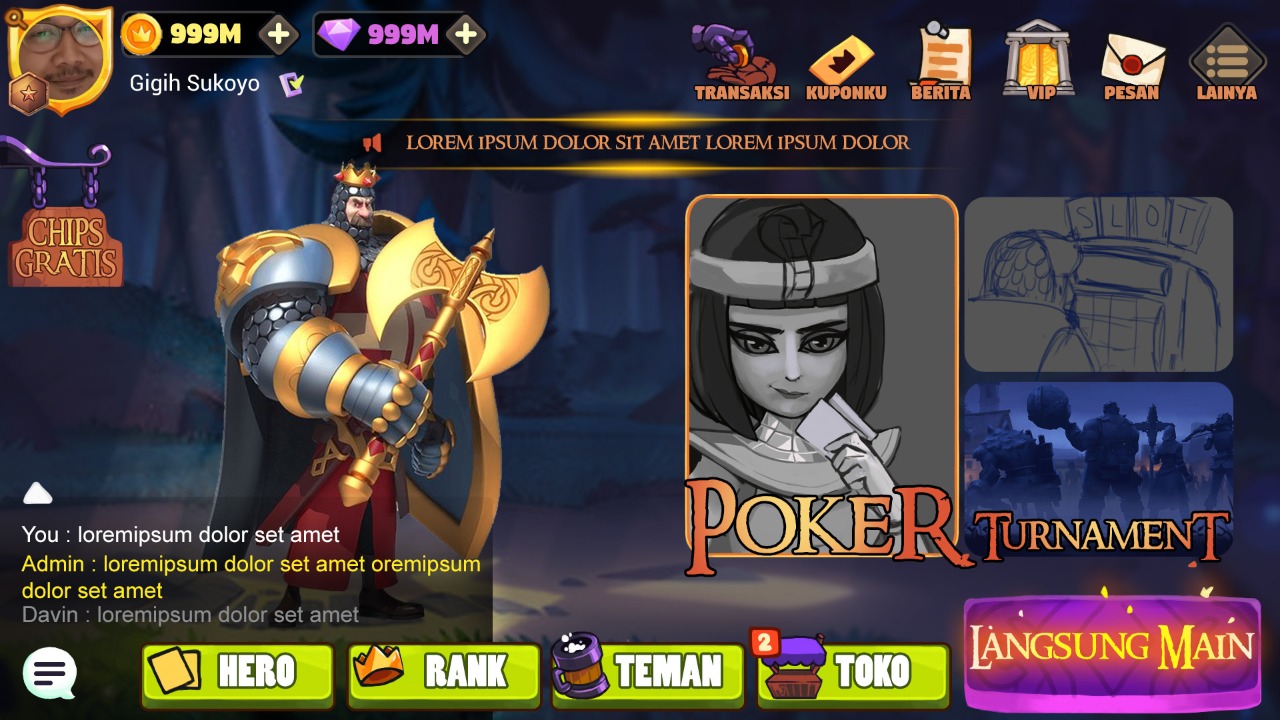 999M
999M
Gigih Sukoyo
TRANSAKSI
KUPONKU
BERITA
VIP
PESAN
LAINYA
LOREM IPSUM DOLOR SIT AMET LOREM IPSUM DOLOR
CHIPS
GRATIS
SLOT
POKER
TURNAMENT
You : loremipsum dolor set amet
Admin : loremipsum dolor set amet oremipsum
dolor set amet
Davin : loremipsum dolor set amet
HERO
RANK
TEMAN
2
TOKO
LANGSUNG MAIN